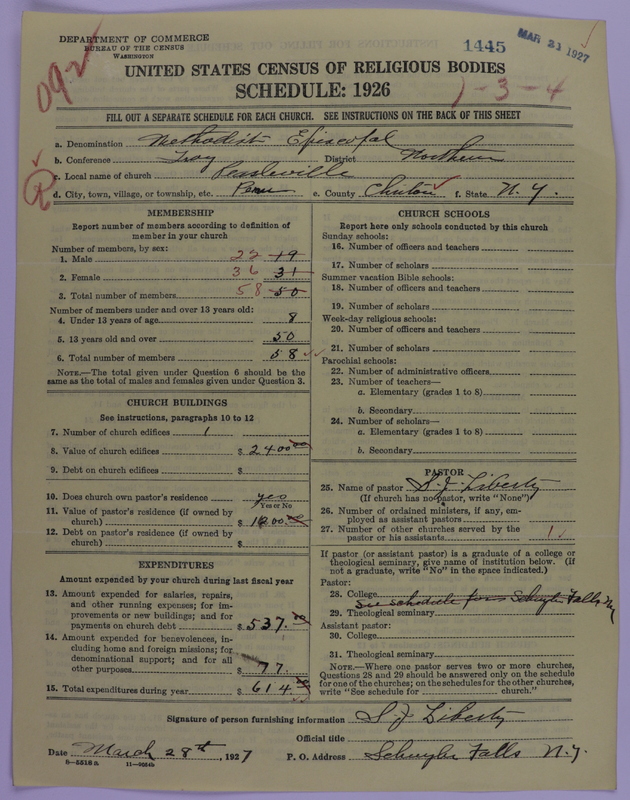 DEPARTMENT OF COMMERCE
BUREAU OF THE CENSUS
WASHINGTON
1445
MAR 31 1927
092
UNITED STATES CENSUS OF RELIGIOUS BODIES
SCHEDULE: 1926
1-3-4
FILL OUT A SEPARATE SCHEDULE FOR EACH CHURCH. SEE INSTRUCTIONS ON THE BACK OF THIS SHEET
a. Denomination Methodist Episcopal
b. Conference Troy District Northern
c. Local name of church Peasleville
R
d. City, town, village, or township, etc. Peru e. County Clinton f. State N. Y.
MEMBERSHIP
Report number of members according to definition of
member in your church
Number of members, by sex:
1. Male 22 19
2. Female 36 31
3. Total number of members 58 50
Number of members under and over 13 years old:
4. Under 13 years of age 8
5. 13 years old and over 50
6. Total number of members 58
NOTE.—The total given under Question 6 should be the
same as the total of males and females given under Question 3.
CHURCH BUILDINGS
See instructions, paragraphs 10 to 12
7. Number of church edifices 1
8. Value of church edifices $ 2400.00
9. Debt on church edifices $
10. Does church own pastor's residence yes
Yes or No
11. Value of pastor's residence (if owned by
church) $ 1200.00
12. Debt on pastor's residence (if owned by
church) $
EXPENDITURES
Amount expended by your church during last fiscal year
13. Amount expended for salaries, repairs,
and other running expenses; for im-
provements or new buildings; and for
payments on church debt $ 537.00
14. Amount expended for benevolences, in-
cluding home and foreign missions; for
denominational support; and for all
other purposes $ 77.
15. Total expenditures during year $ 614.00
CHURCH SCHOOLS
Report here only schools conducted by this church
Sunday schools:
16. Number of officers and teachers
17. Number of scholars
Summer vacation Bible schools:
18. Number of officers and teachers
19. Number of scholars
Week-day religious schools:
20. Number of officers and teachers
21. Number of scholars
Parochial schools:
22. Number of administrative officers
23. Number of teachers—
a. Elementary (grades 1 to 8)
b. Secondary
24. Number of scholars—
a. Elementary (grades 1 to 8)
b. Secondary
PASTOR
25. Name of pastor S. J. Liberty
(If church has no pastor, write "None")
26. Number of ordained ministers, if any, em-
ployed as assistant pastors
27. Number of other churches served by the
pastor or his assistants 1
If pastor (or assistant pastor) is a graduate of a college or
theological seminary, give name of institution below. (if
not a graduate, write "No" in the space indicated.)
Pastor:
28. College
See schedule for Schuyler Falls N.Y.
29. Theological seminary
Assistant pastor:
30. College
31. Theological seminary
NOTE.—Where one pastor serves two or more churches,
Questions 28 and 29 should be answered only on the schedule
for one of the churches; on the schedules for the other churches,
write "See schedule for church."
Signature of person furnishing information S. J. Liberty
Official title
Date March 28th, 1927 P. O. Address Schuyler Falls N.Y.
8-5518a 11-9554b